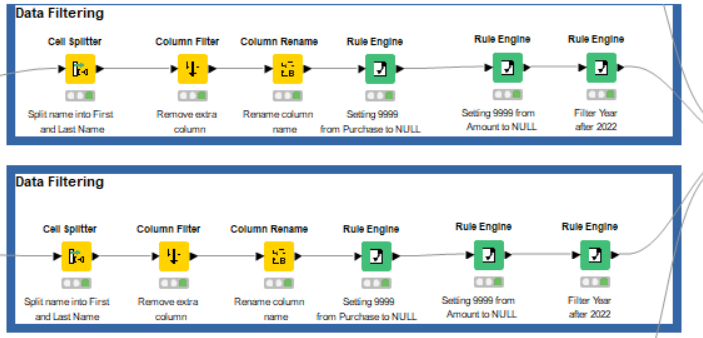 Data Filtering
Cell Splitter Column Filter Column Rename Rule Engine Rule Engine Rule Engine
Split name into First Remove extra Rename column Setting 9999 Setting 9999 from Filter Year
and Last Name column name from Purchase to NULL Amount to NULL after 2022
Data Filtering
Cell Splitter Column Filter Column Rename Rule Engine Rule Engine Rule Engine
Split name into First Remove extra Rename column Setting 9999 Setting 9999 from Filter Year
and Last Name column name from Purchase to NULL Amount to NULL after 2022